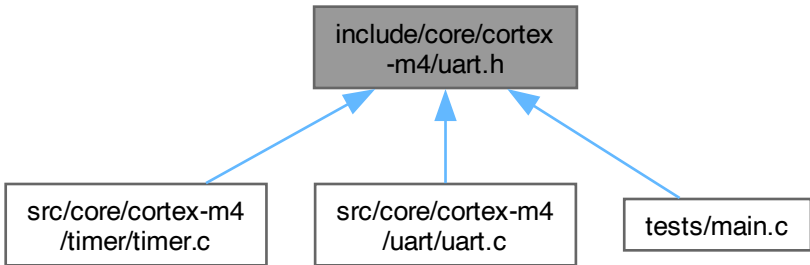 include/core/cortex
-m4/uart.h
src/core/cortex-m4
/timer/timer.c
src/core/cortex-m4
/uart/uart.c
tests/main.c